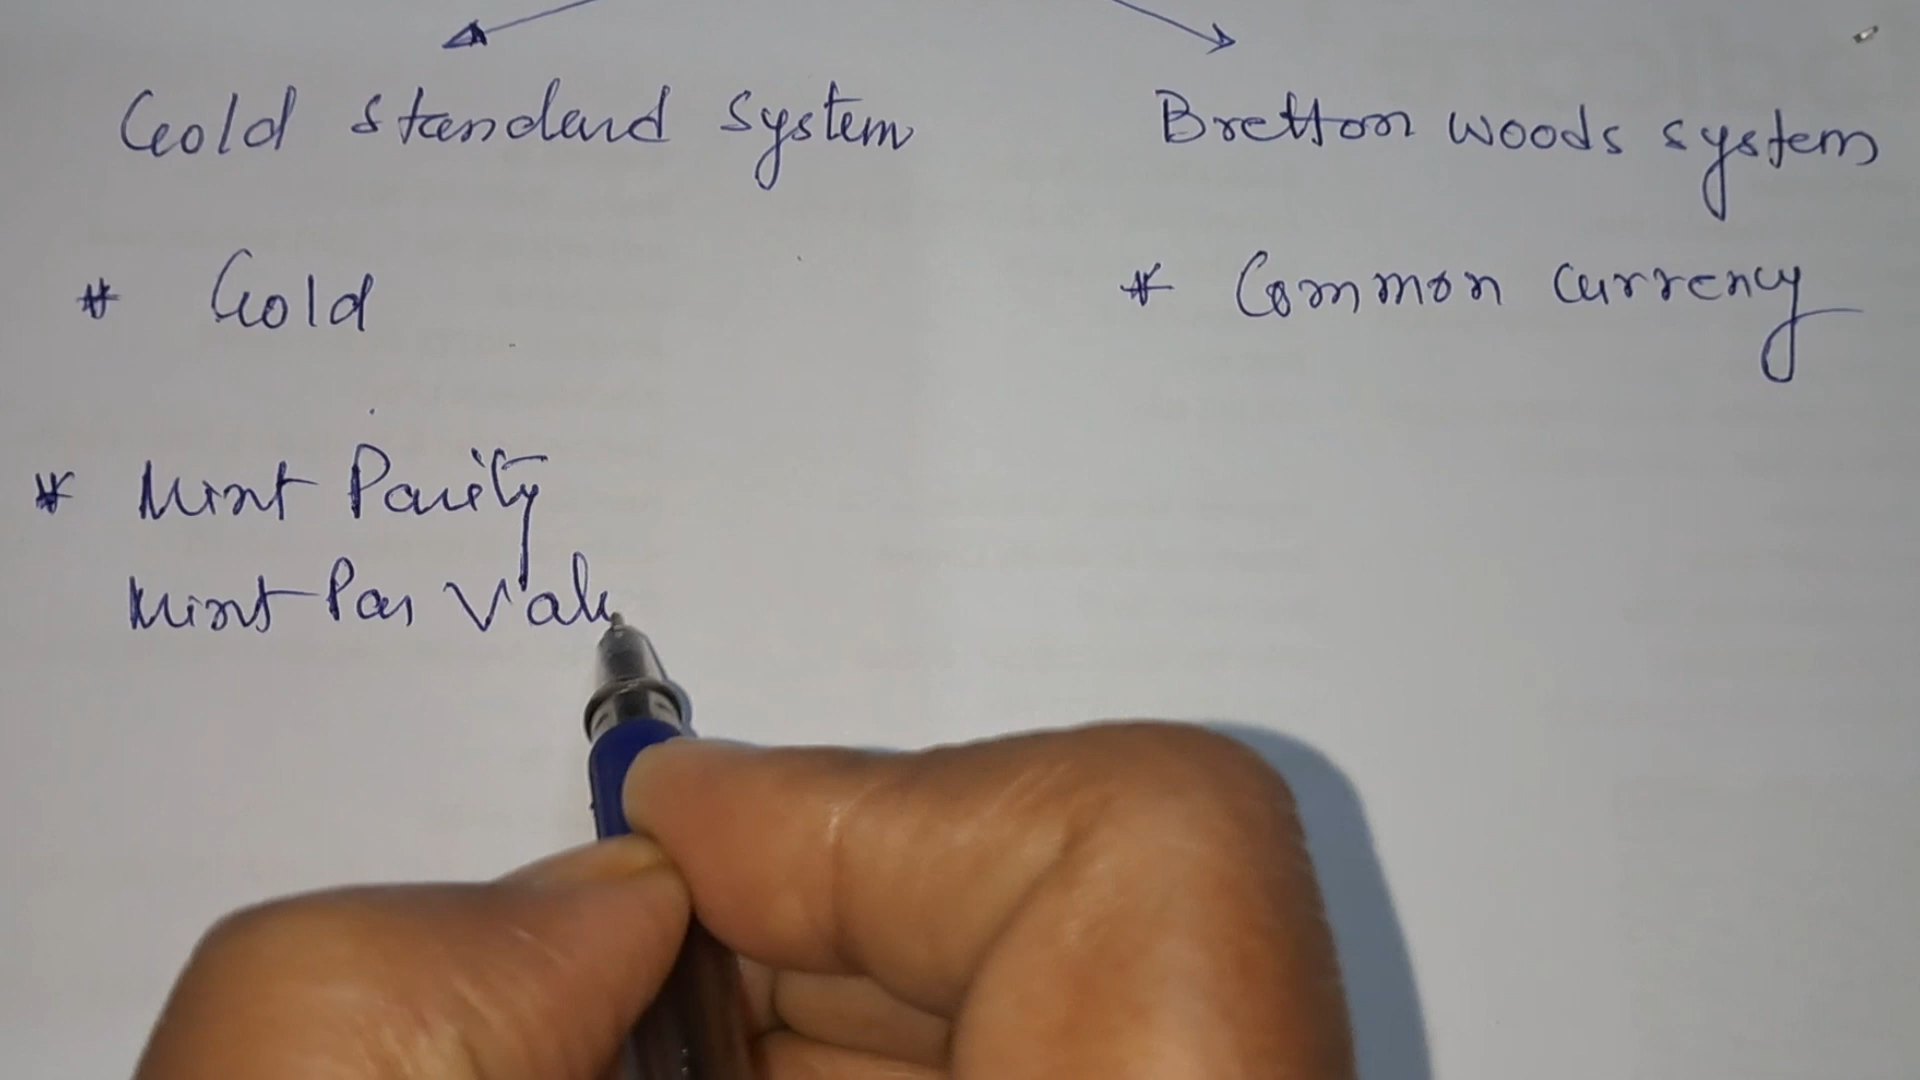 Gold standard system
Bretton woods system
* Gold
* Common currency
* Mint Parity
Mint Par Valu